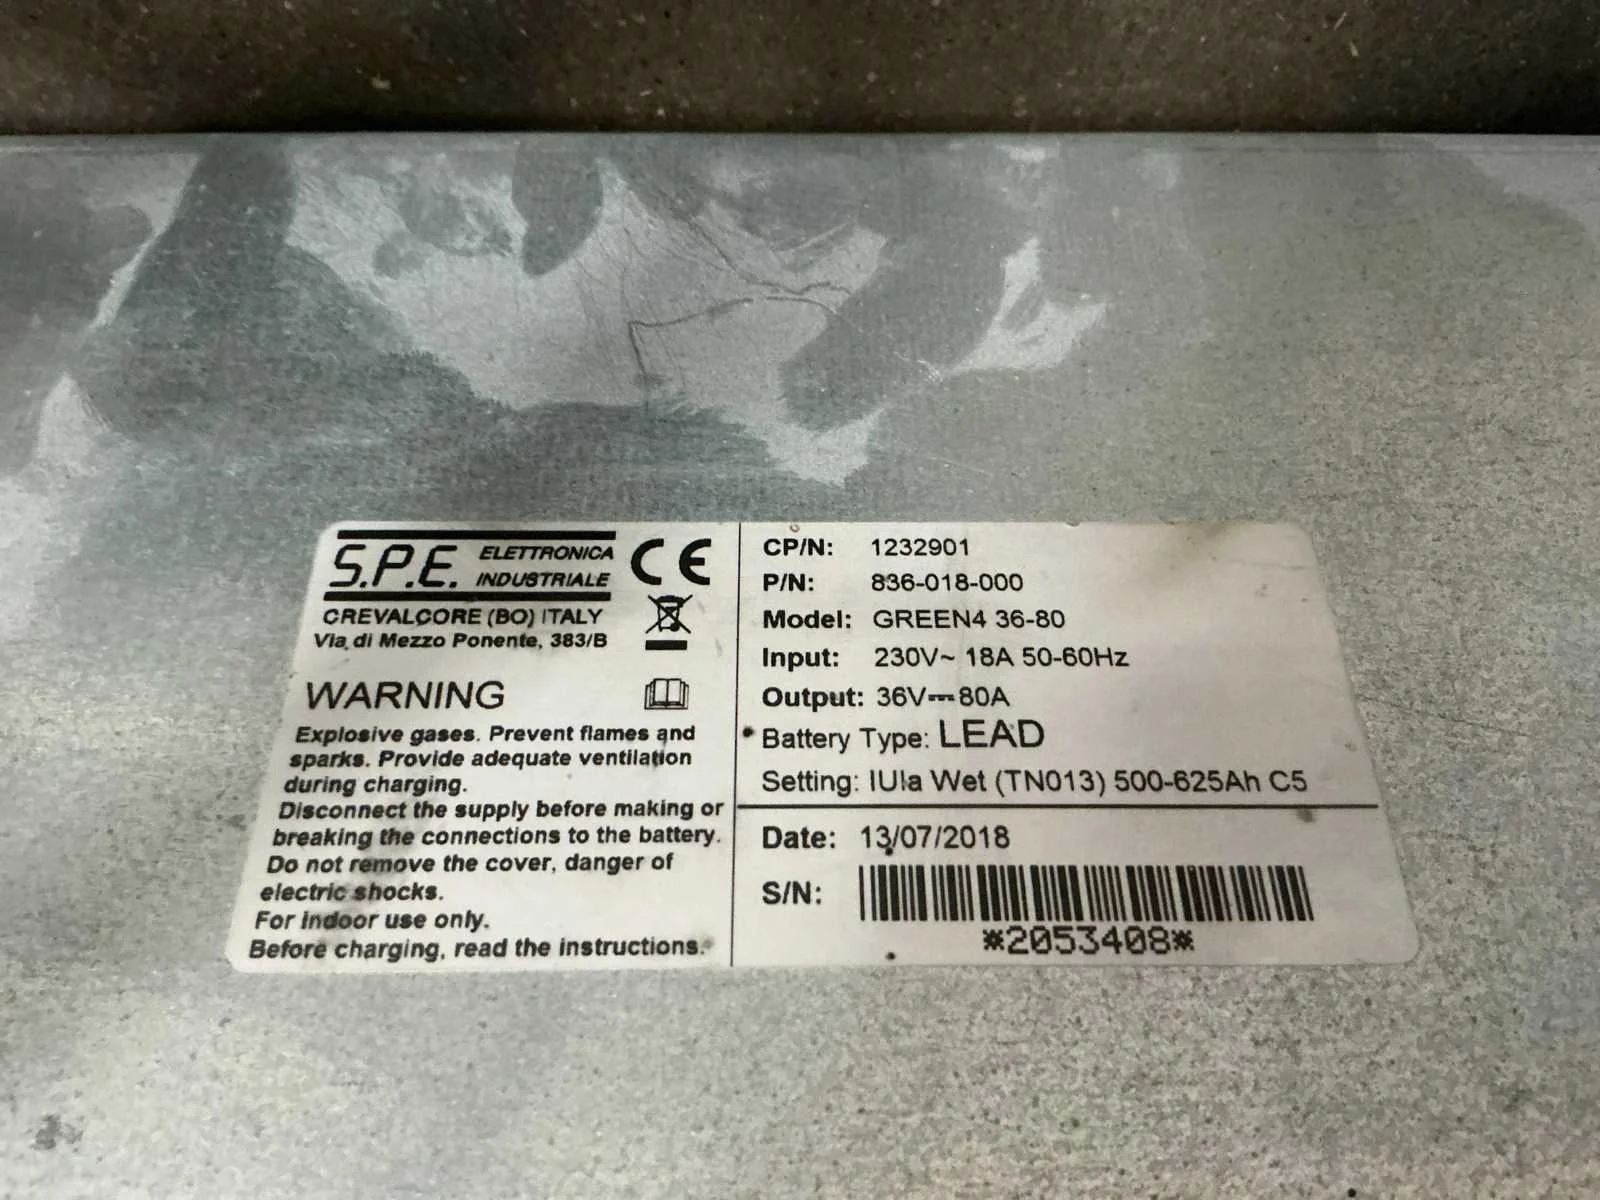 S.P.E. ELETTRONICA INDUSTRIALE
CE
CREVALCORE (BO) ITALY
Via di Mezzo Ponente, 383/B
WARNING
Explosive gases. Prevent flames and
sparks. Provide adequate ventilation
during charging.
Disconnect the supply before making or
breaking the connections to the battery.
Do not remove the cover, danger of
electric shocks.
For indoor use only.
Before charging, read the instructions.
CP/N: 1232901
P/N: 836-018-000
Model: GREEN4 36-80
Input: 230V~ 18A 50-60Hz
Output: 36V⎓80A
Battery Type: LEAD
Setting: IUIa Wet (TN013) 500-625Ah C5
Date: 13/07/2018
S/N:
*2053408*